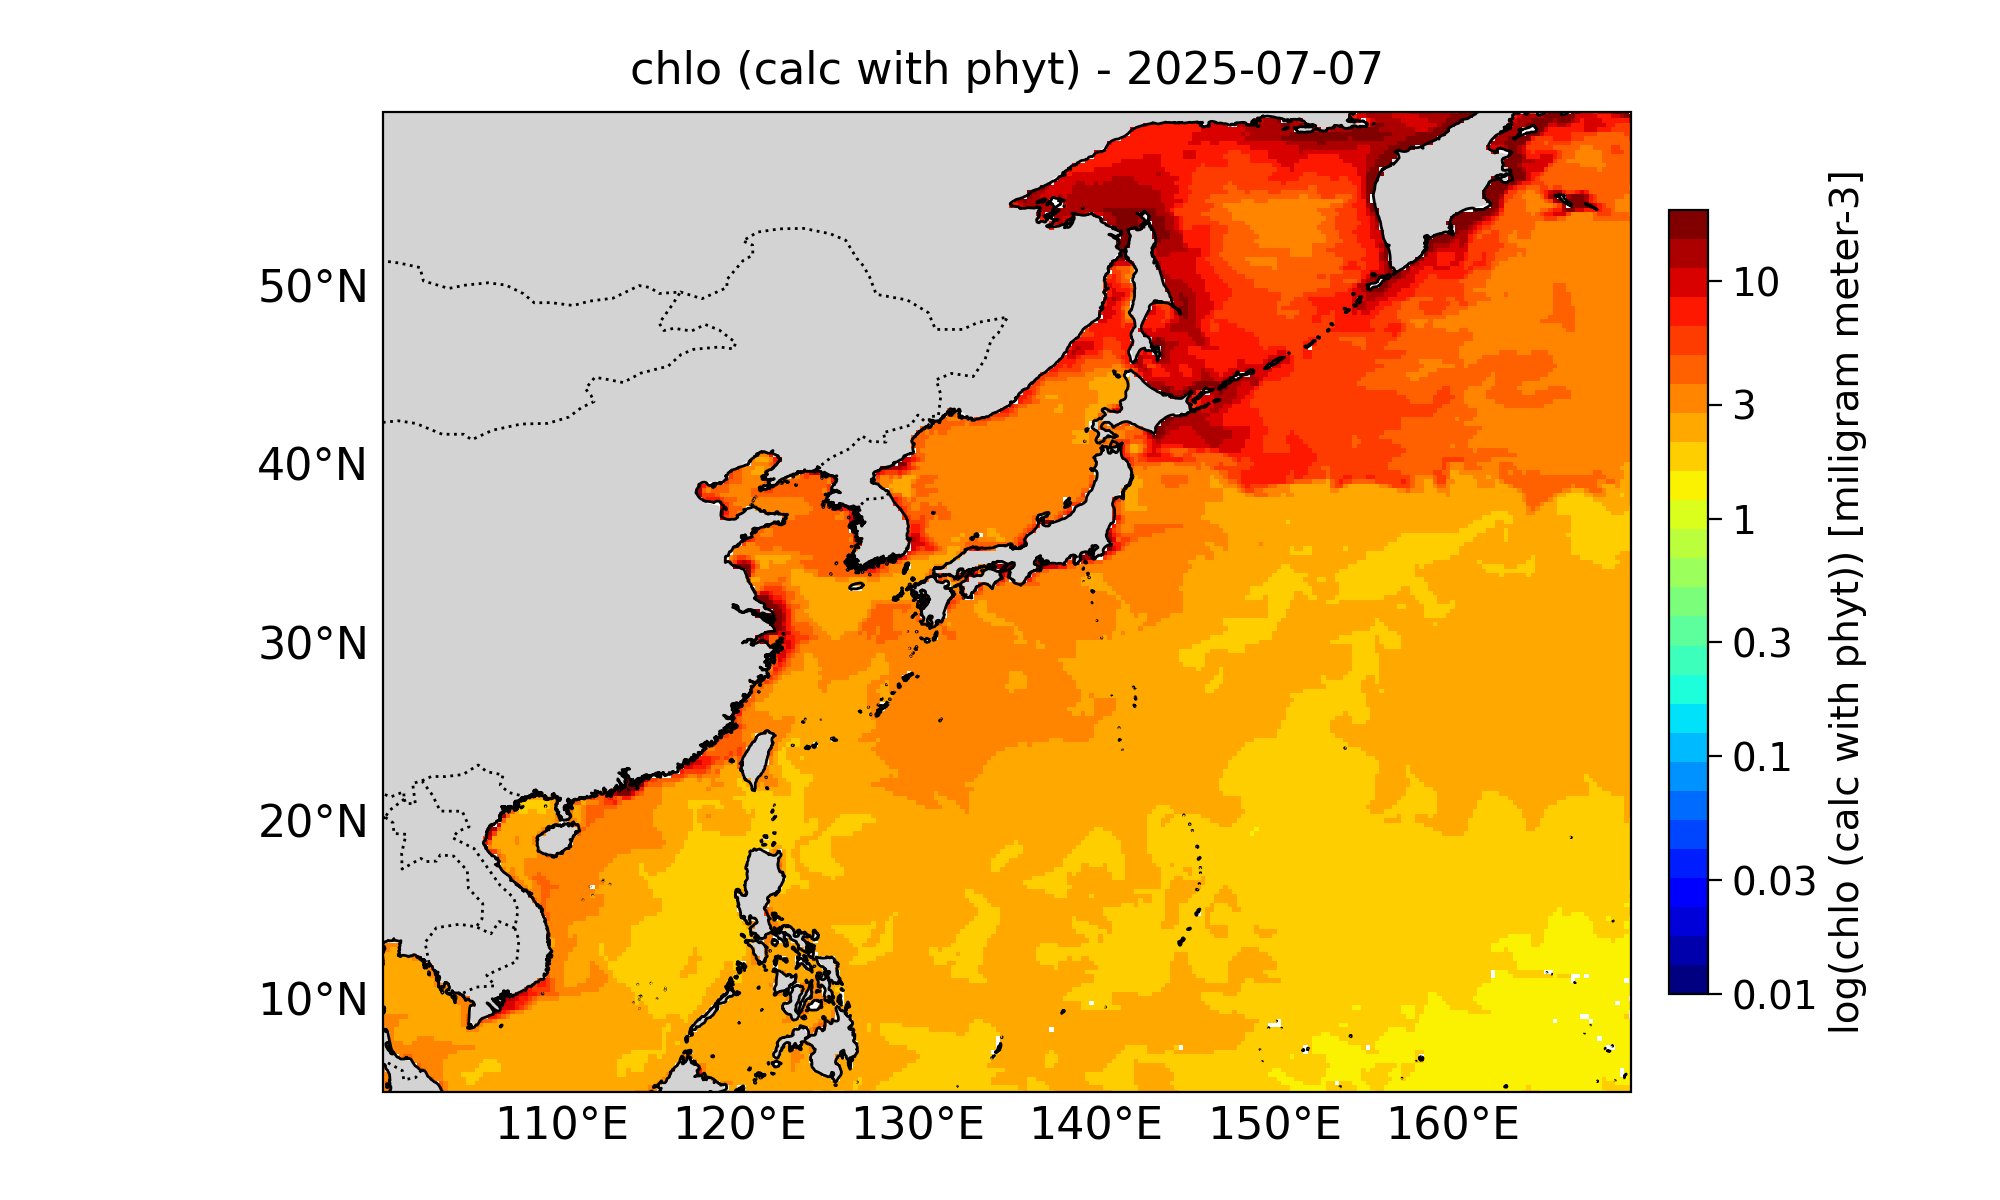 chlo (calc with phyt) - 2025-07-07
50°N
40°N
30°N
20°N
10°N
110°E
120°E
130°E
140°E
150°E
160°E
10
3
1
0.3
0.1
0.03
0.01
log(chlo (calc with phyt)) [miligram meter-3]